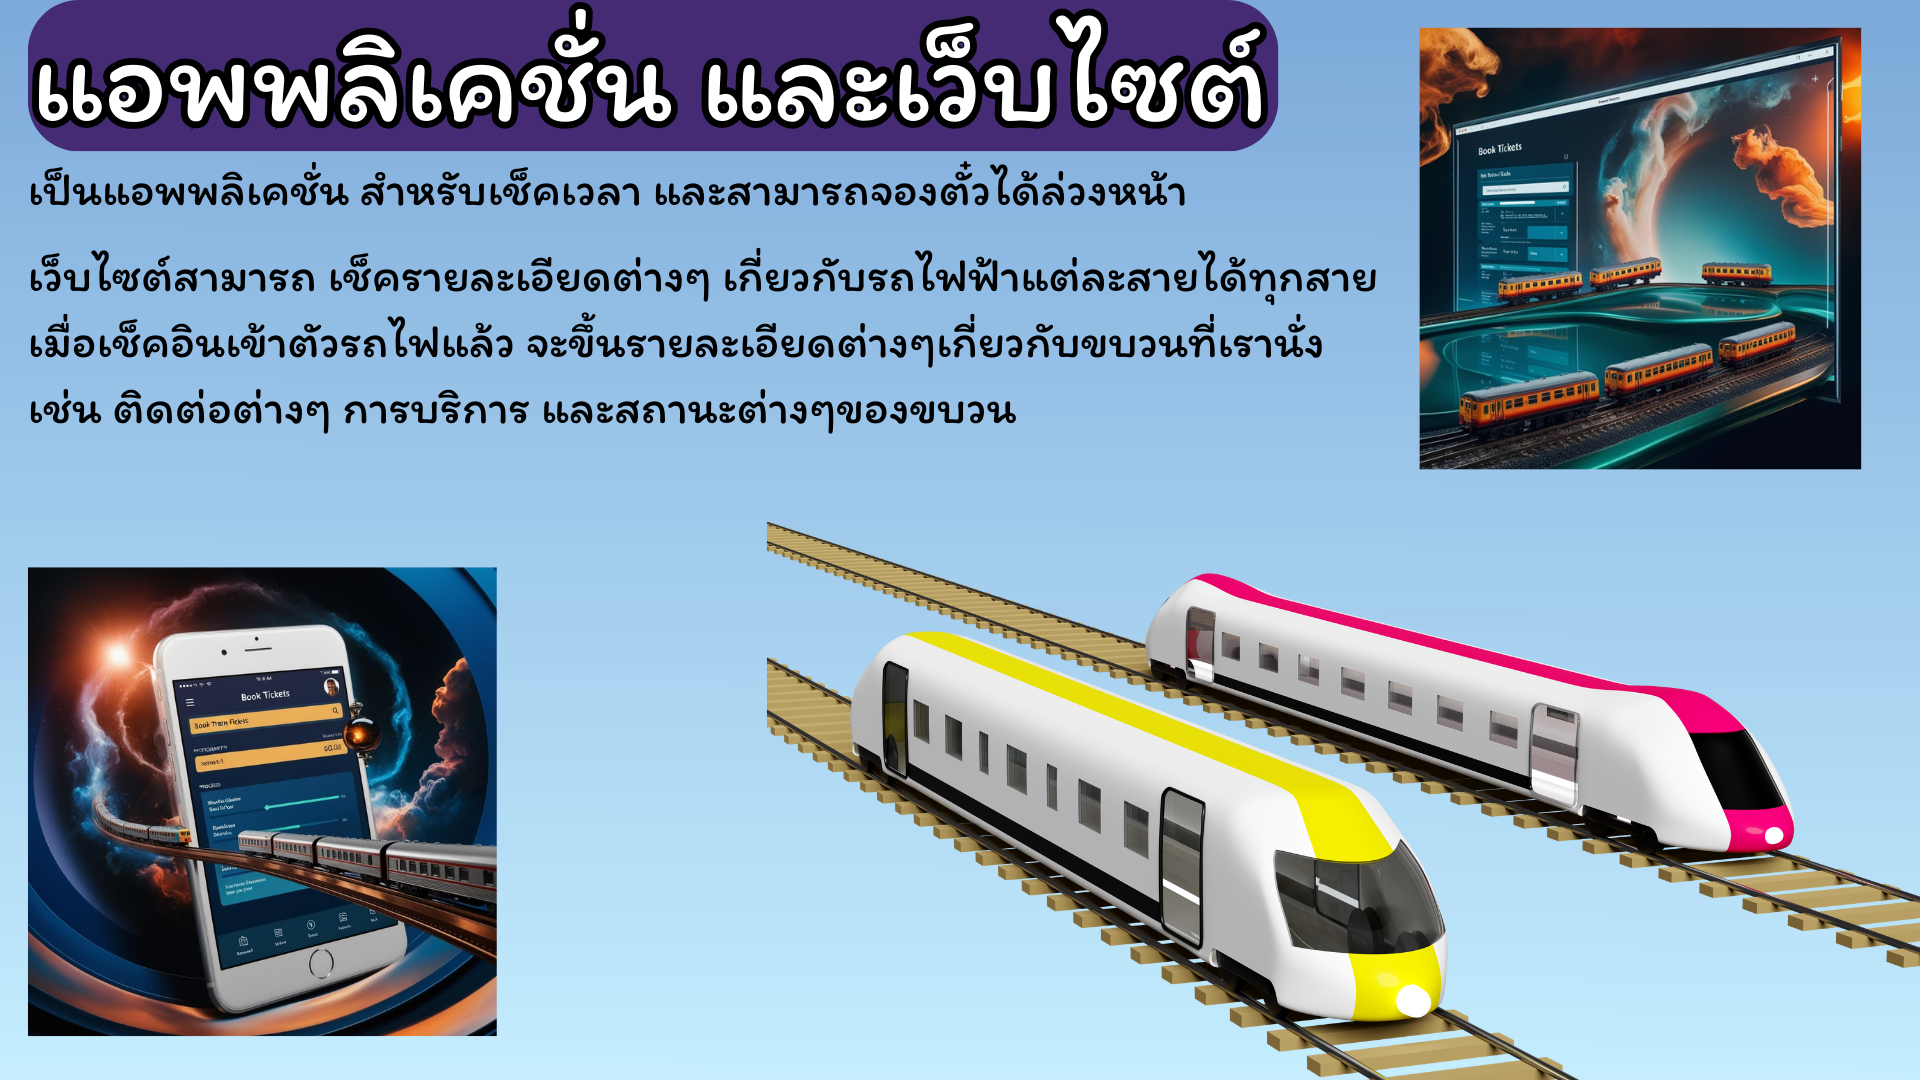 แอพพลิเคชั่น และเว็บไซต์
เป็นแอพพลิเคชั่น สำหรับเช็คเวลา และสามารถจองตั๋วได้ล่วงหน้า
เว็บไซต์สามารถ เช็ครายละเอียดต่างๆ เกี่ยวกับรถไฟฟ้าแต่ละสายได้ทุกสาย
เมื่อเช็คอินเข้าตัวรถไฟแล้ว จะขึ้นรายละเอียดต่างๆเกี่ยวกับขบวนที่เรานั่ง
เช่น ติดต่อต่างๆ การบริการ และสถานะต่างๆของขบวน
Book Tickets
Book Tickets
Book Train Tickets